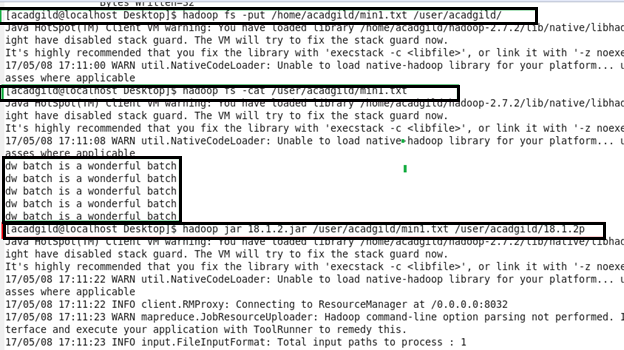 Bytes Written=52
[acadgild@localhost Desktop]$ hadoop fs -put /home/acadgild/min1.txt /user/acadgild/
Java HotSpot(TM) Client VM warning: You have loaded library /home/acadgild/hadoop-2.7.2/lib/native/libhad
ight have disabled stack guard. The VM will try to fix the stack guard now.
It's highly recommended that you fix the library with 'execstack -c <libfile>', or link it with '-z noexe
17/05/08 17:11:00 WARN util.NativeCodeLoader: Unable to load native-hadoop library for your platform... u
asses where applicable
[acadgild@localhost Desktop]$ hadoop fs -cat /user/acadgild/min1.txt
Java HotSpot(TM) Client VM warning: You have loaded library /home/acadgild/hadoop-2.7.2/lib/native/libhad
ight have disabled stack guard. The VM will try to fix the stack guard now.
It's highly recommended that you fix the library with 'execstack -c <libfile>', or link it with '-z noexe
17/05/08 17:11:08 WARN util.NativeCodeLoader: Unable to load native-hadoop library for your platform... u
asses where applicable
dw batch is a wonderful batch
dw batch is a wonderful batch
dw batch is a wonderful batch
dw batch is a wonderful batch
dw batch is a wonderful batch
[acadgild@localhost Desktop]$ hadoop jar 18.1.2.jar /user/acadgild/min1.txt /user/acadgild/18.1.2p
Java HotSpot(TM) Client VM warning: You have loaded library /home/acadgild/hadoop-2.7.2/lib/native/libhad
ight have disabled stack guard. The VM will try to fix the stack guard now.
It's highly recommended that you fix the library with 'execstack -c <libfile>', or link it with '-z noexe
17/05/08 17:11:22 WARN util.NativeCodeLoader: Unable to load native-hadoop library for your platform... u
asses where applicable
17/05/08 17:11:22 INFO client.RMProxy: Connecting to ResourceManager at /0.0.0.0:8032
17/05/08 17:11:23 WARN mapreduce.JobResourceUploader: Hadoop command-line option parsing not performed. I
terface and execute your application with ToolRunner to remedy this.
17/05/08 17:11:23 INFO input.FileInputFormat: Total input paths to process : 1